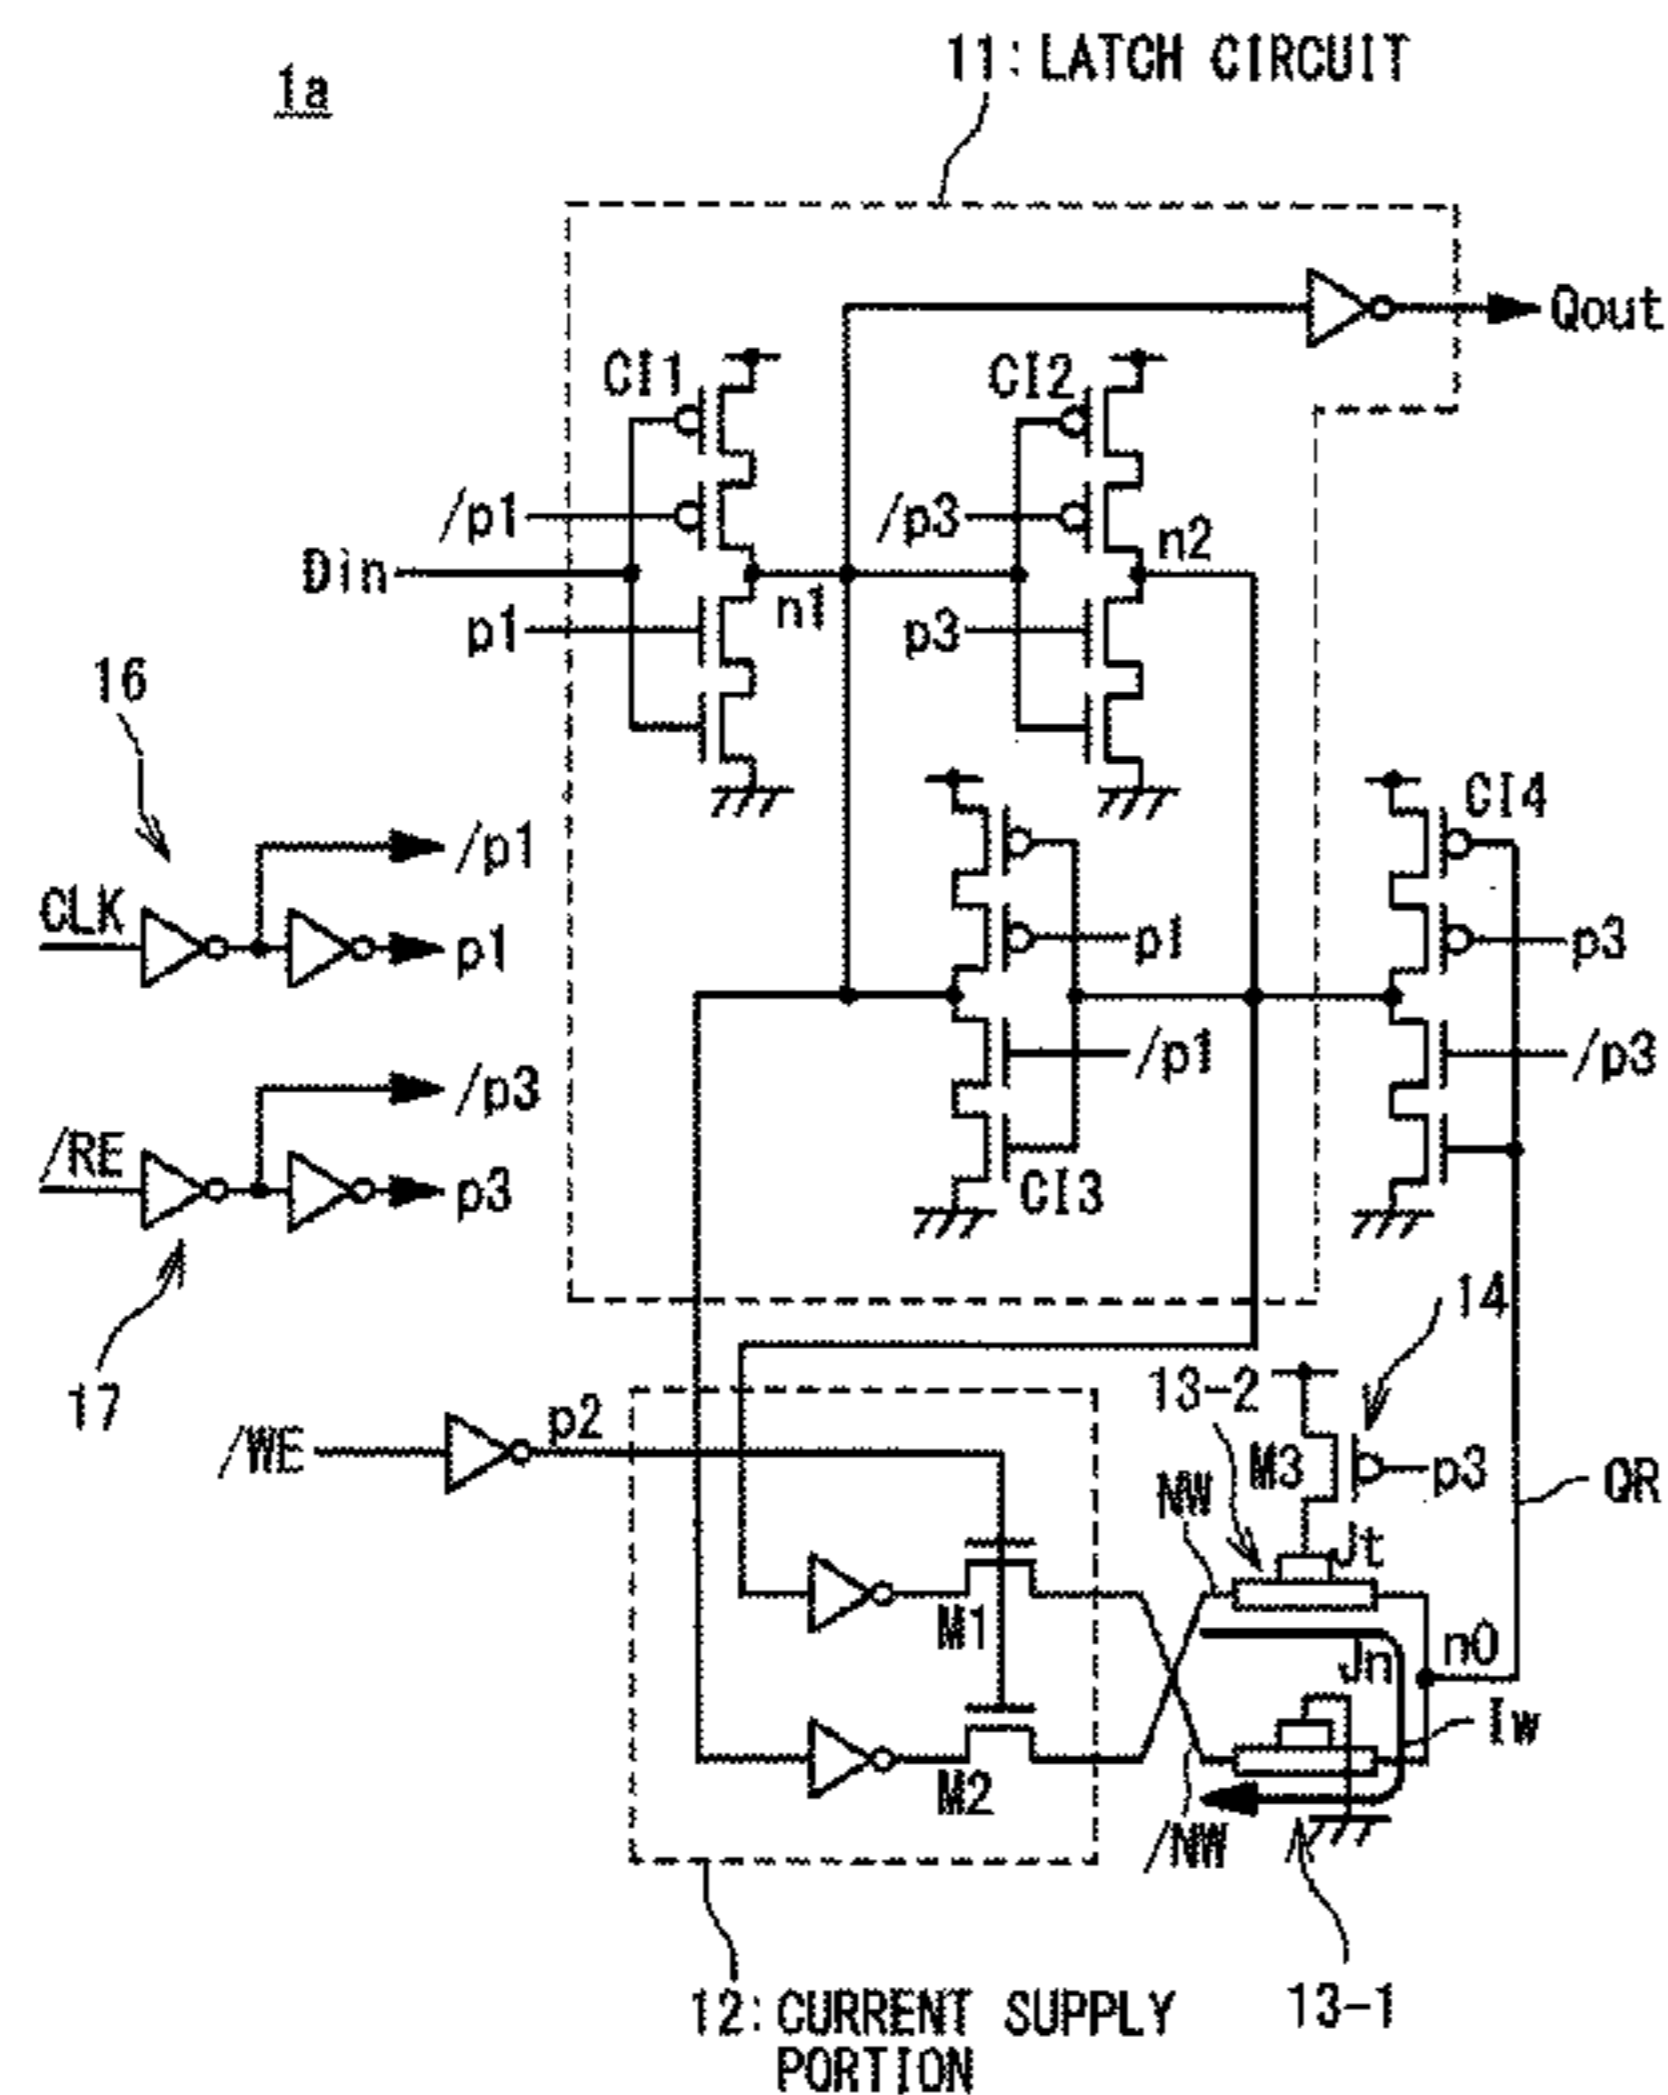 1a
11: LATCH CIRCUIT
Qout
CI1
CI2
/p1
/p3
n2
Din
n1
p1
p3
16
CI4
/p1
CLK
p1
p1
p3
/p1
/p3
/p3
/RE
p3
CI3
17
14
13-2
/WE
p2
NW
M3
p3
QR
Jt
M1
Jn
n0
Iw
M2
/NW
13-1
12: CURRENT SUPPLY
PORTION